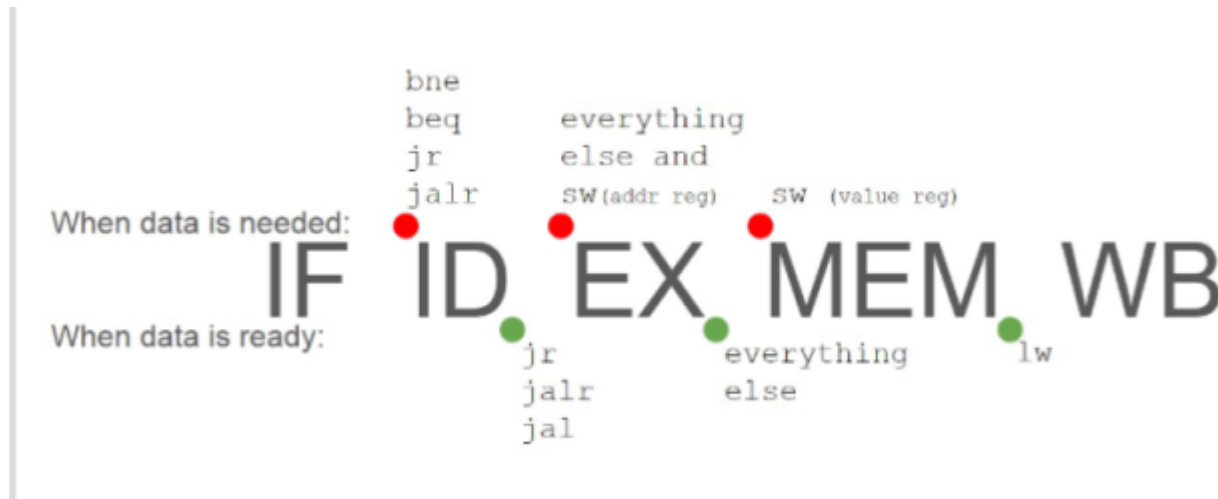 bne
beq everything
jr else and
jalr sw (addr reg) sw (value reg)
When data is needed:
IF ID EX MEM WB
When data is ready:
jr everything lw
jalr else
jal